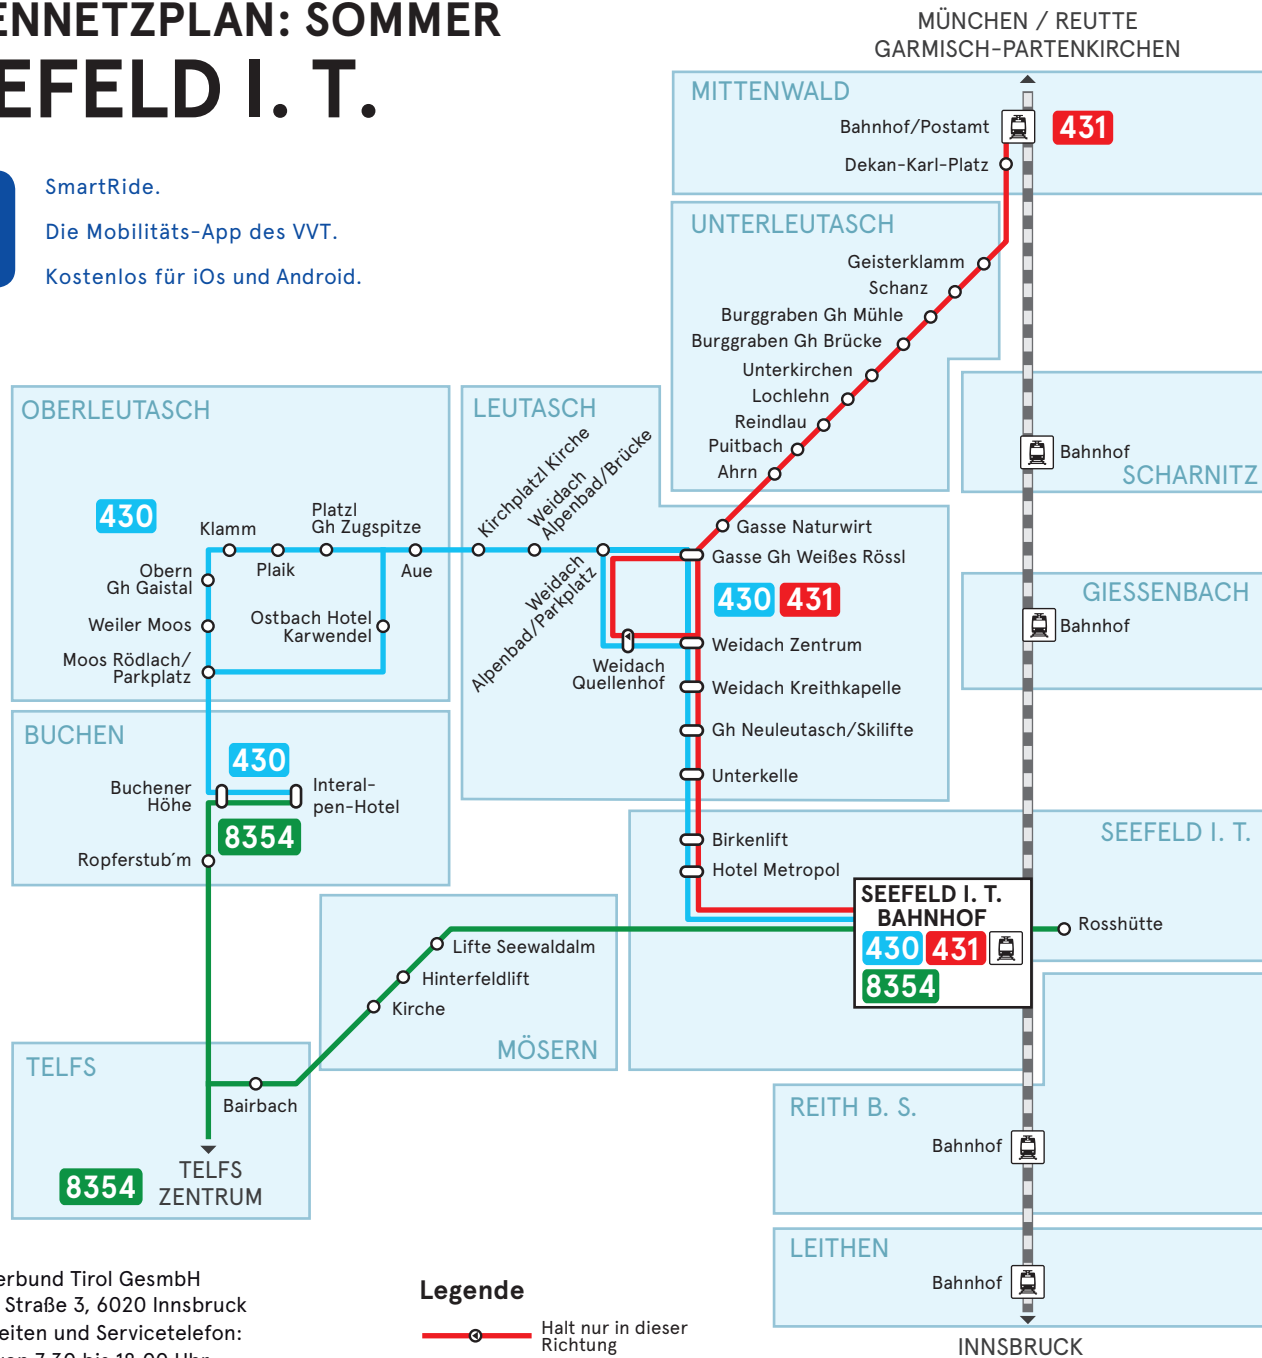 ENNETZPLAN: SOMMER
EFELD I. T.
SmartRide.
Die Mobilitäts-App des VVT.
Kostenlos für iOs und Android.
MÜNCHEN / REUTTE
GARMISCH-PARTENKIRCHEN
MITTENWALD
Bahnhof/Postamt
431
Dekan-Karl-Platz
UNTERLEUTASCH
Geisterklamm
Schanz
Burggraben Gh Mühle
Burggraben Gh Brücke
Unterkirchen
Lochlehn
Reindlau
Puitbach
Ahrn
Bahnhof
SCHARNITZ
GIESSENBACH
Bahnhof
OBERLEUTASCH
430
Klamm
Platzl
Gh Zugspitze
Plaik
Aue
Obern
Gh Gaistal
Weiler Moos
Ostbach Hotel
Karwendel
Moos Rödlach/
Parkplatz
LEUTASCH
Kirchplatzl Kirche
Weidach
Alpenbad/Brücke
Weidach
Alpenbad/Parkplatz
Gasse Naturwirt
Gasse Gh Weißes Rössl
430 431
Weidach Zentrum
Weidach
Quellenhof
Weidach Kreithkapelle
Gh Neuleutasch/Skilifte
Unterkelle
BUCHEN
430
Buchener
Höhe
Interal-
pen-Hotel
8354
Ropferstub´m
SEEFELD I. T.
Birkenlift
Hotel Metropol
SEEFELD I. T.
BAHNHOF
430 431
8354
Rosshütte
Lifte Seewaldalm
Hinterfeldlift
Kirche
MÖSERN
TELFS
Bairbach
TELFS
ZENTRUM
8354
REITH B. S.
Bahnhof
LEITHEN
Bahnhof
INNSBRUCK
erbund Tirol GesmbH
Straße 3, 6020 Innsbruck
eiten und Servicetelefon:
von 7.30 bis 18.00 Uhr
Legende
Halt nur in dieser
Richtung